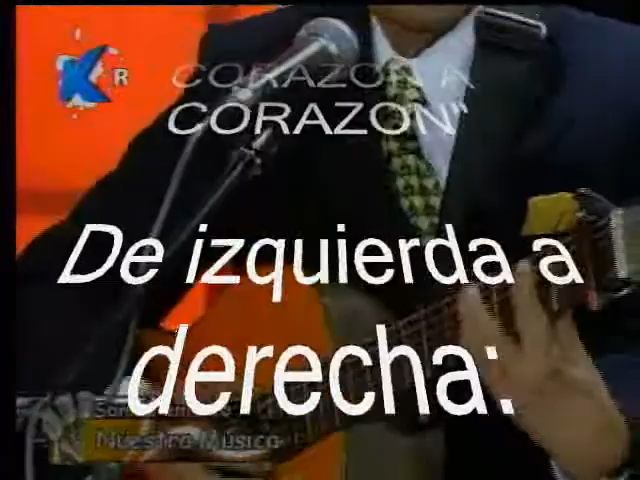 K R
CORAZON A
CORAZON"
De izquierda a
derecha:
Nuestra Música